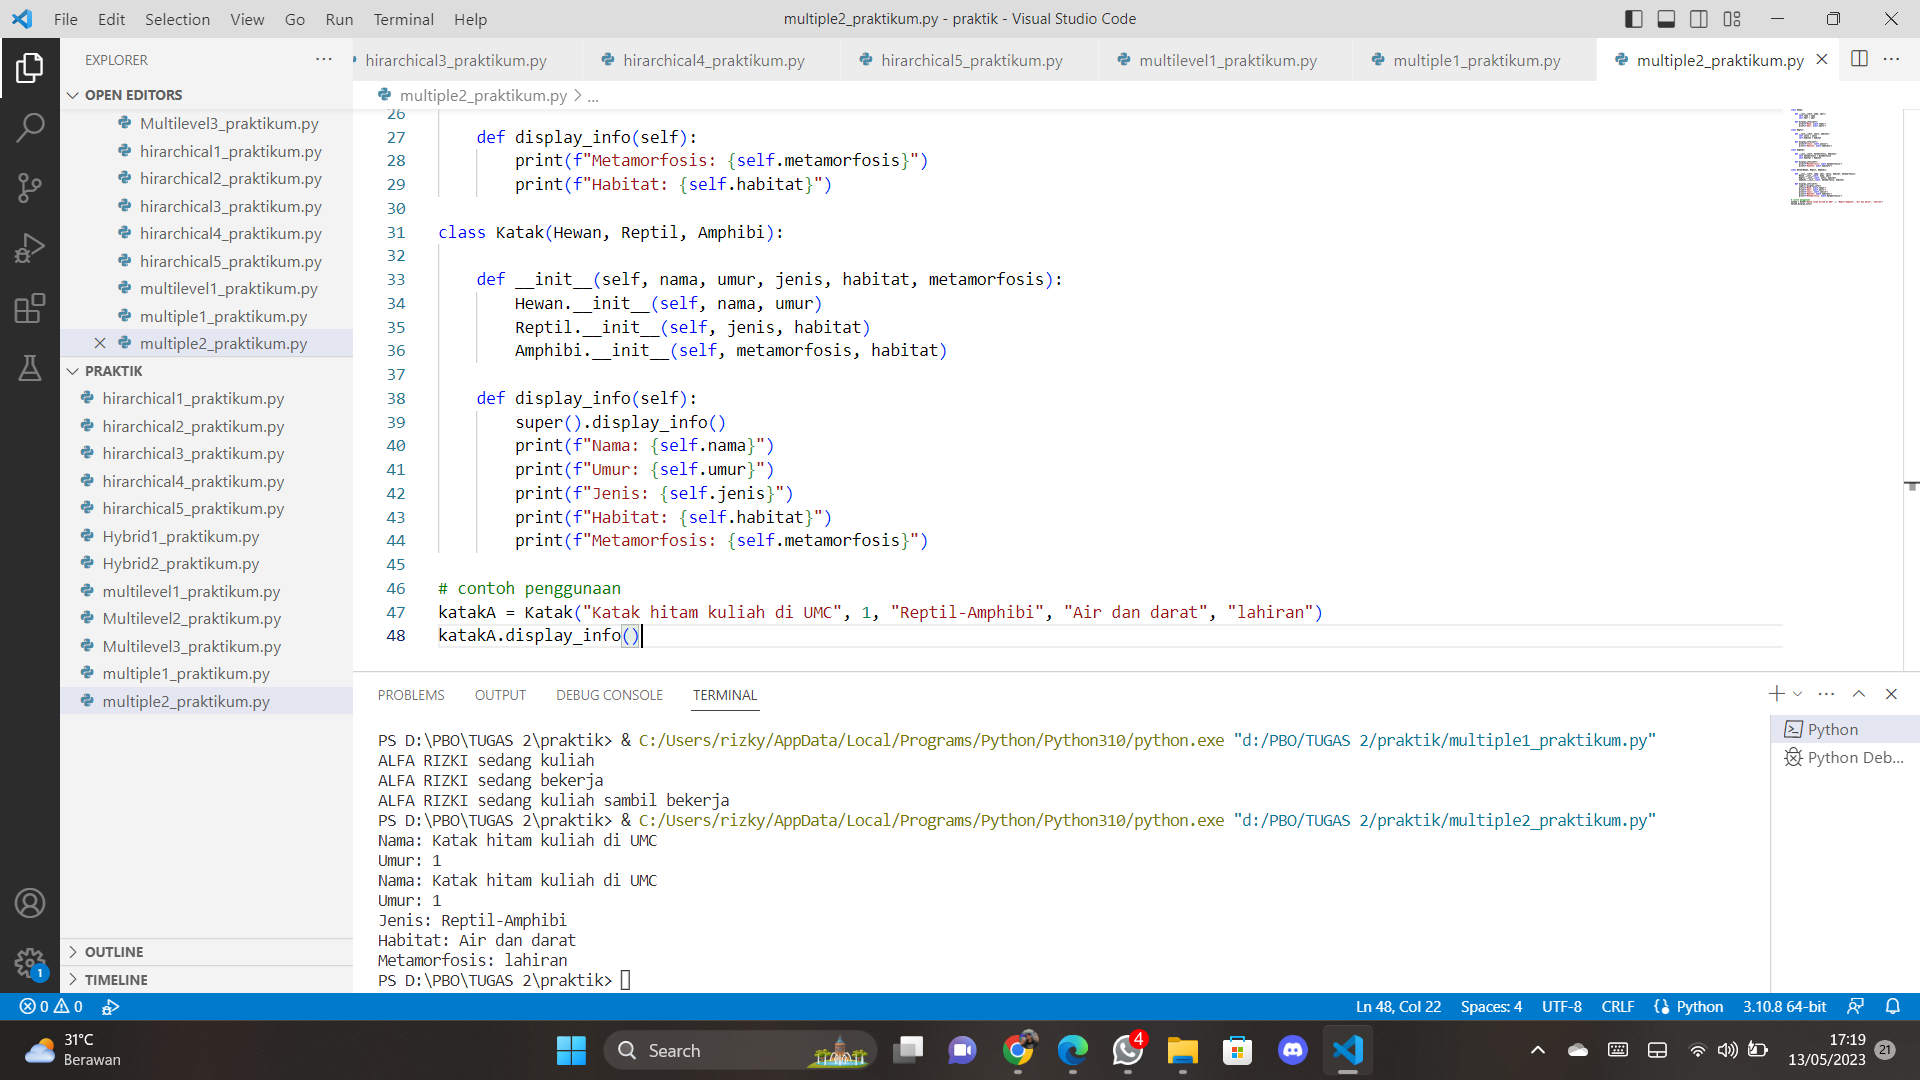 File Edit Selection View Go Run Terminal Help
multiple2_praktikum.py - praktik - Visual Studio Code
EXPLORER
OPEN EDITORS
Multilevel3_praktikum.py
hirarchical1_praktikum.py
hirarchical2_praktikum.py
hirarchical3_praktikum.py
hirarchical4_praktikum.py
hirarchical5_praktikum.py
multilevel1_praktikum.py
multiple1_praktikum.py
multiple2_praktikum.py
PRAKTIK
hirarchical1_praktikum.py
hirarchical2_praktikum.py
hirarchical3_praktikum.py
hirarchical4_praktikum.py
hirarchical5_praktikum.py
Hybrid1_praktikum.py
Hybrid2_praktikum.py
multilevel1_praktikum.py
Multilevel2_praktikum.py
Multilevel3_praktikum.py
multiple1_praktikum.py
multiple2_praktikum.py
OUTLINE
TIMELINE
1
hirarchical3_praktikum.py hirarchical4_praktikum.py hirarchical5_praktikum.py multilevel1_praktikum.py multiple1_praktikum.py multiple2_praktikum.py
multiple2_praktikum.py > ...
26
27 def display_info(self):
28 print(f"Metamorfosis: {self.metamorfosis}")
29 print(f"Habitat: {self.habitat}")
30
31 class Katak(Hewan, Reptil, Amphibi):
32
33 def __init__(self, nama, umur, jenis, habitat, metamorfosis):
34 Hewan.__init__(self, nama, umur)
35 Reptil.__init__(self, jenis, habitat)
36 Amphibi.__init__(self, metamorfosis, habitat)
37
38 def display_info(self):
39 super().display_info()
40 print(f"Nama: {self.nama}")
41 print(f"Umur: {self.umur}")
42 print(f"Jenis: {self.jenis}")
43 print(f"Habitat: {self.habitat}")
44 print(f"Metamorfosis: {self.metamorfosis}")
45
46 # contoh penggunaan
47 katakA = Katak("Katak hitam kuliah di UMC", 1, "Reptil-Amphibi", "Air dan darat", "lahiran")
48 katakA.display_info()
PROBLEMS OUTPUT DEBUG CONSOLE TERMINAL
PS D:\PBO\TUGAS 2\praktik> & C:/Users/rizky/AppData/Local/Programs/Python/Python310/python.exe "d:/PBO/TUGAS 2/praktik/multiple1_praktikum.py"
ALFA RIZKI sedang kuliah
ALFA RIZKI sedang bekerja
ALFA RIZKI sedang kuliah sambil bekerja
PS D:\PBO\TUGAS 2\praktik> & C:/Users/rizky/AppData/Local/Programs/Python/Python310/python.exe "d:/PBO/TUGAS 2/praktik/multiple2_praktikum.py"
Nama: Katak hitam kuliah di UMC
Umur: 1
Nama: Katak hitam kuliah di UMC
Umur: 1
Jenis: Reptil-Amphibi
Habitat: Air dan darat
Metamorfosis: lahiran
PS D:\PBO\TUGAS 2\praktik>
Python
Python Deb...
0 0
Ln 48, Col 22 Spaces: 4 UTF-8 CRLF Python 3.10.8 64-bit
31°C
Berawan
Search
4
17:19
13/05/2023
21